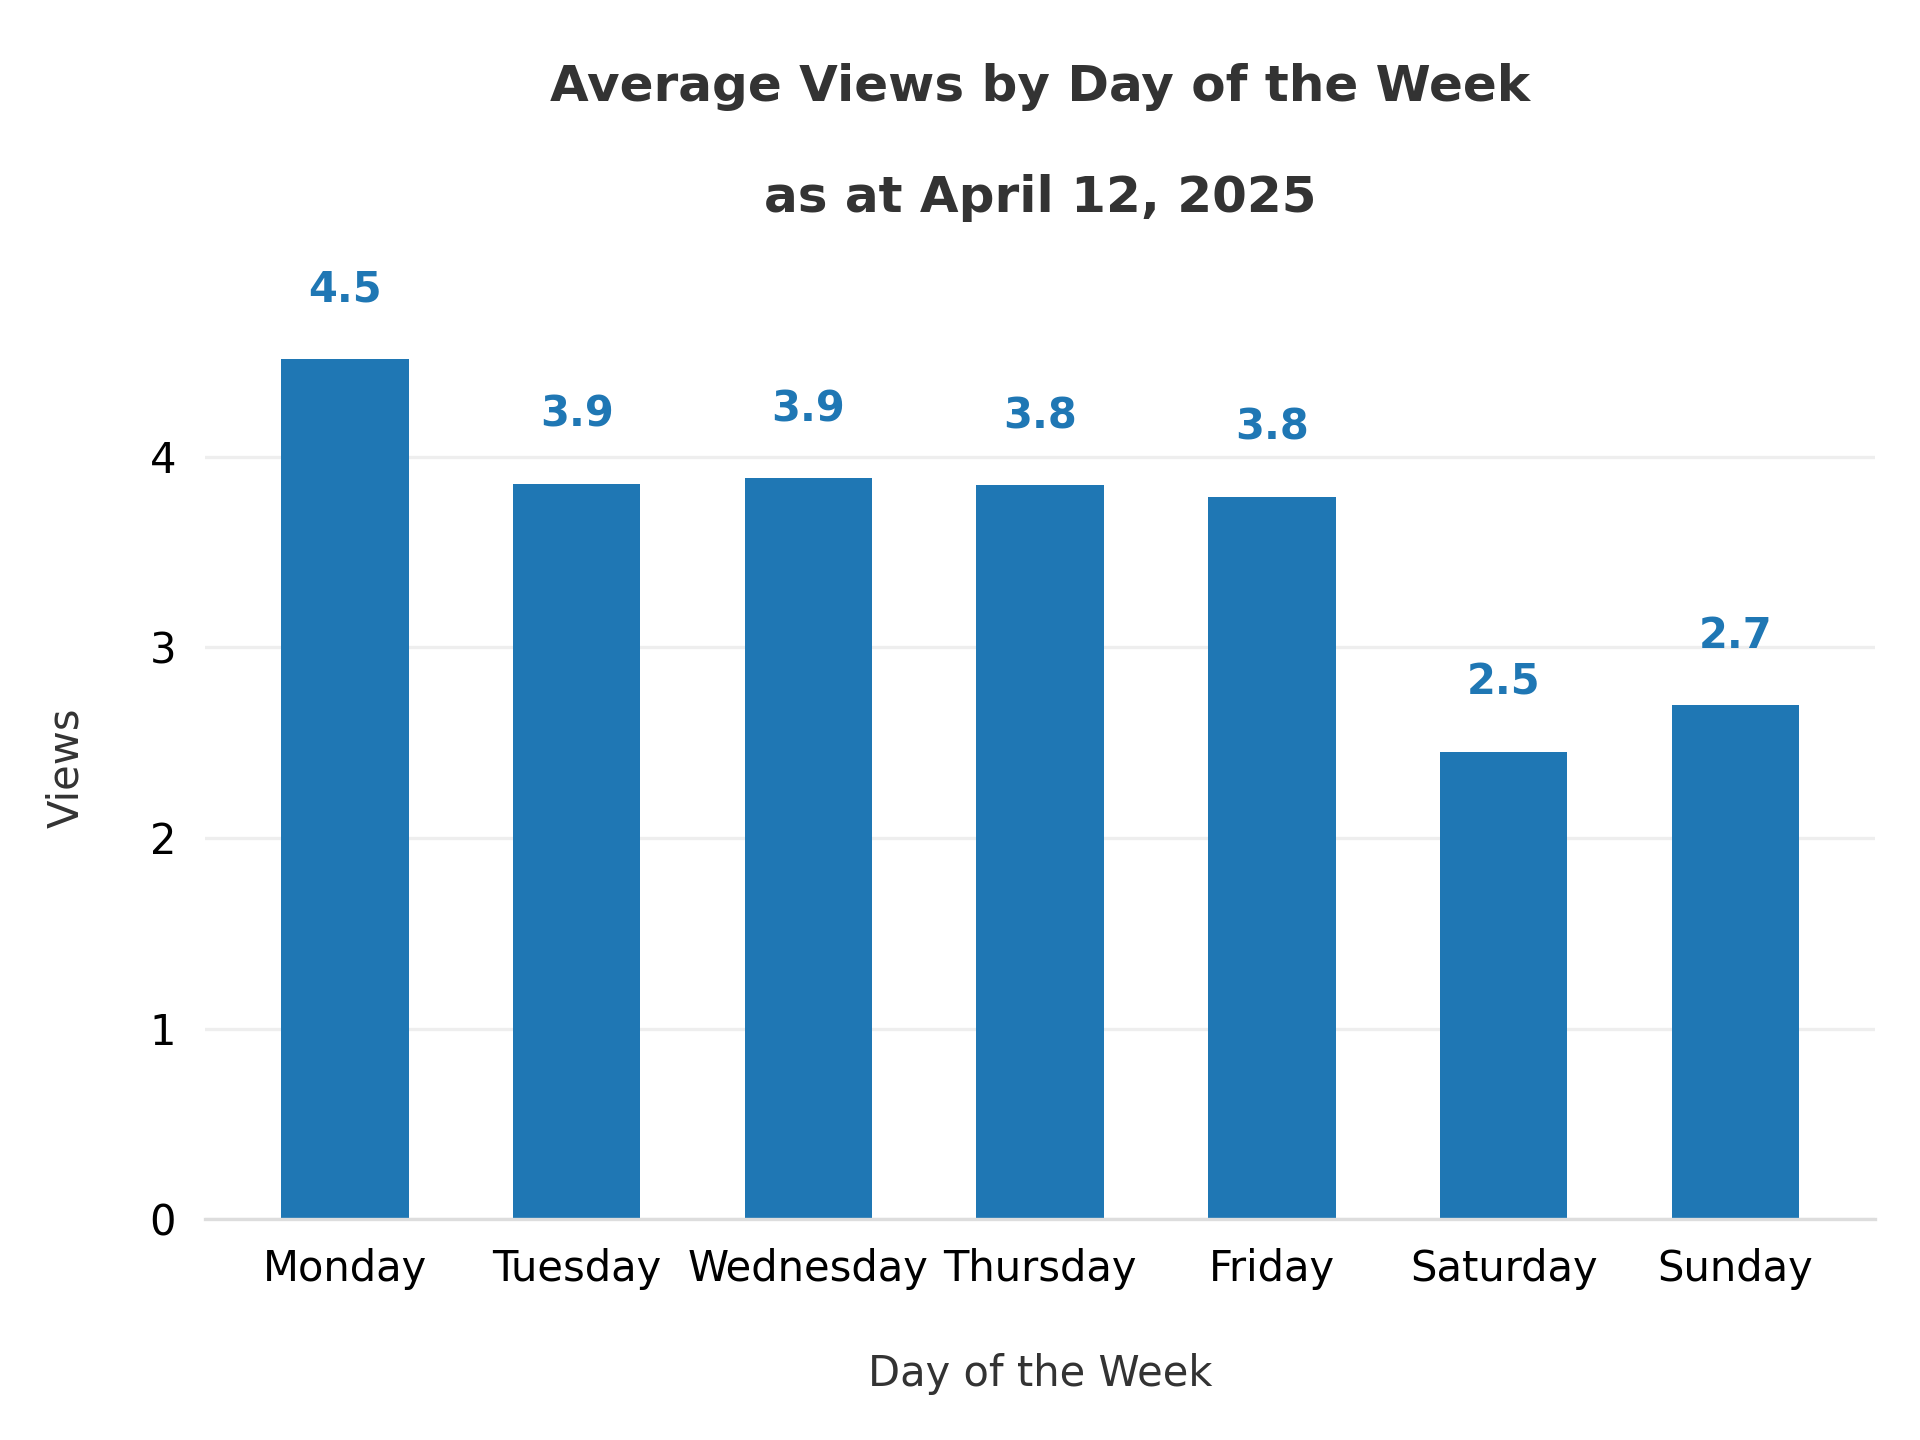 Average Views by Day of the Week
as at April 12, 2025
4.5
3.9
3.9
3.8
3.8
2.5
2.7
Views
4
3
2
1
0
Monday Tuesday Wednesday Thursday Friday Saturday Sunday
Day of the Week